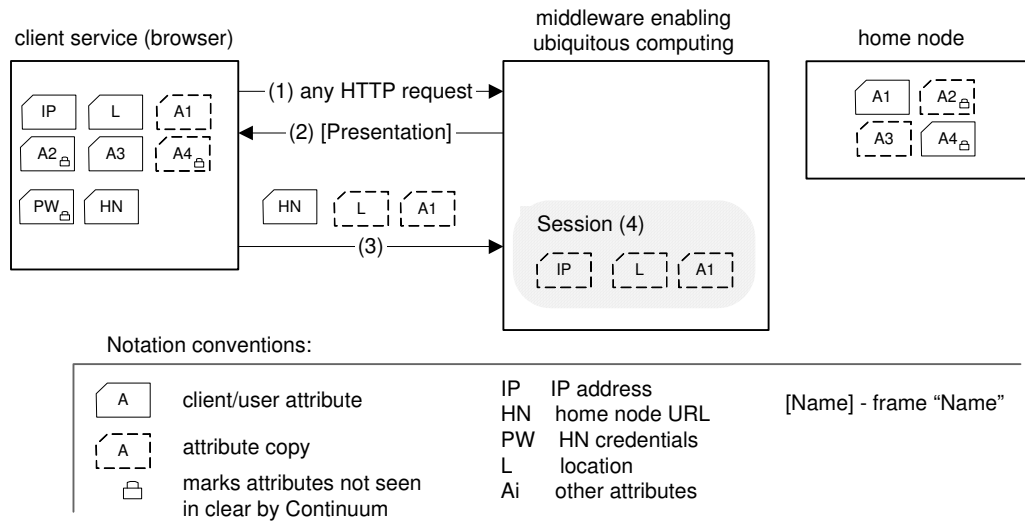 middleware enabling
ubiquitous computing
client service (browser)
home node
IP L A1
A2 A3 A4
PW HN
(1) any HTTP request
(2) [Presentation]
HN L A1
(3)
Session (4)
IP L A1
A1 A2
A3 A4
Notation conventions:
A client/user attribute
A attribute copy
marks attributes not seen
in clear by Continuum
IP IP address
HN home node URL
PW HN credentials
L location
Ai other attributes
[Name] - frame “Name”